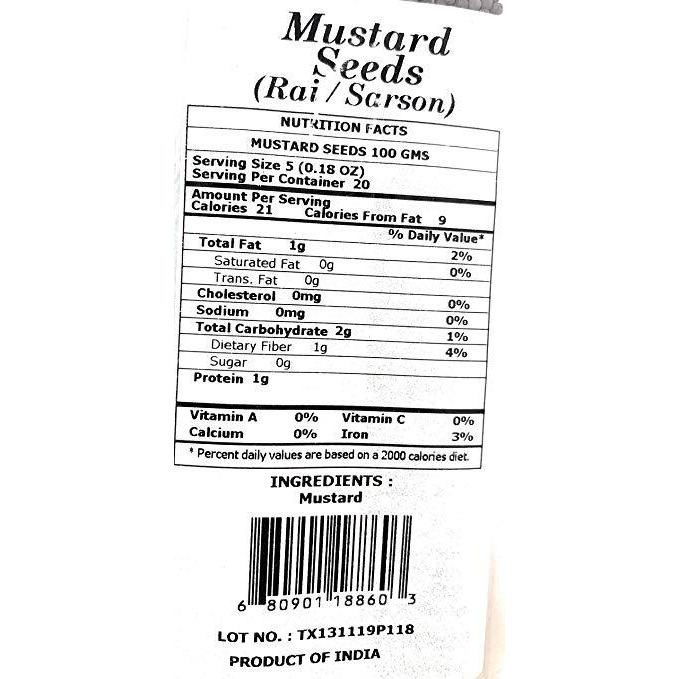 Mustard
Seeds
(Rai / Sarson)
NUTRITION FACTS
MUSTARD SEEDS 100 GMS
Serving Size 5 (0.18 OZ)
Serving Per Container 20
Amount Per Serving
Calories 21 Calories From Fat 9
% Daily Value*
Total Fat 1g 2%
Saturated Fat 0g 0%
Trans. Fat 0g
Cholesterol 0mg 0%
Sodium 0mg 0%
Total Carbohydrate 2g 1%
Dietary Fiber 1g 4%
Sugar 0g
Protein 1g
Vitamin A 0% Vitamin C 0%
Calcium 0% Iron 3%
* Percent daily values are based on a 2000 calories diet.
INGREDIENTS :
Mustard
6 80901 18860 3
LOT NO. : TX131119P118
PRODUCT OF INDIA